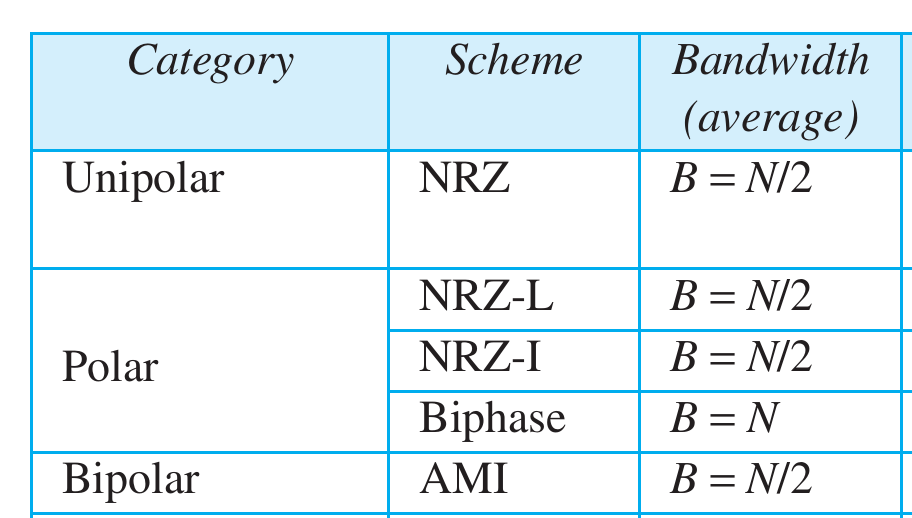 Category Scheme Bandwidth
(average)
Unipolar NRZ B = N/2
NRZ-L B = N/2
Polar NRZ-I B = N/2
Biphase B = N
Bipolar AMI B = N/2